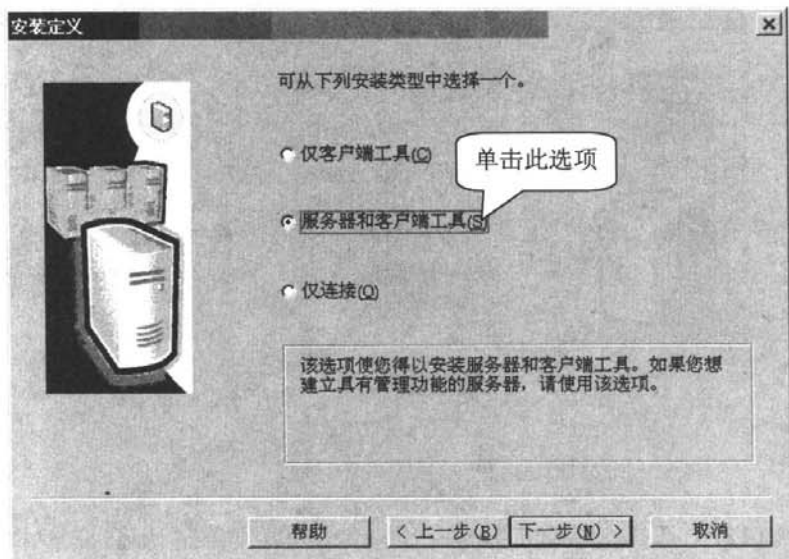 安装定义
可从下列安装类型中选择一个。
仅客户端工具(C)
单击此选项
服务器和客户端工具(S)
仅连接(O)
该选项使您得以安装服务器和客户端工具。如果您想
建立具有管理功能的服务器，请使用该选项。
帮助
< 上一步(B)
下一步(N) >
取消